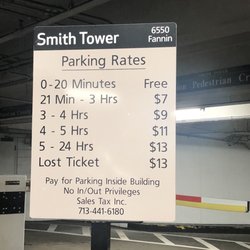 Smith Tower
6550
Fannin
Parking Rates
0-20 Minutes Free
21 Min - 3 Hrs $7
3 - 4 Hrs $9
4 - 5 Hrs $11
5 - 24 Hrs $13
Lost Ticket $13
Pay for Parking Inside Building
No In/Out Privileges
Sales Tax Inc.
713-441-6180
Pedestrian